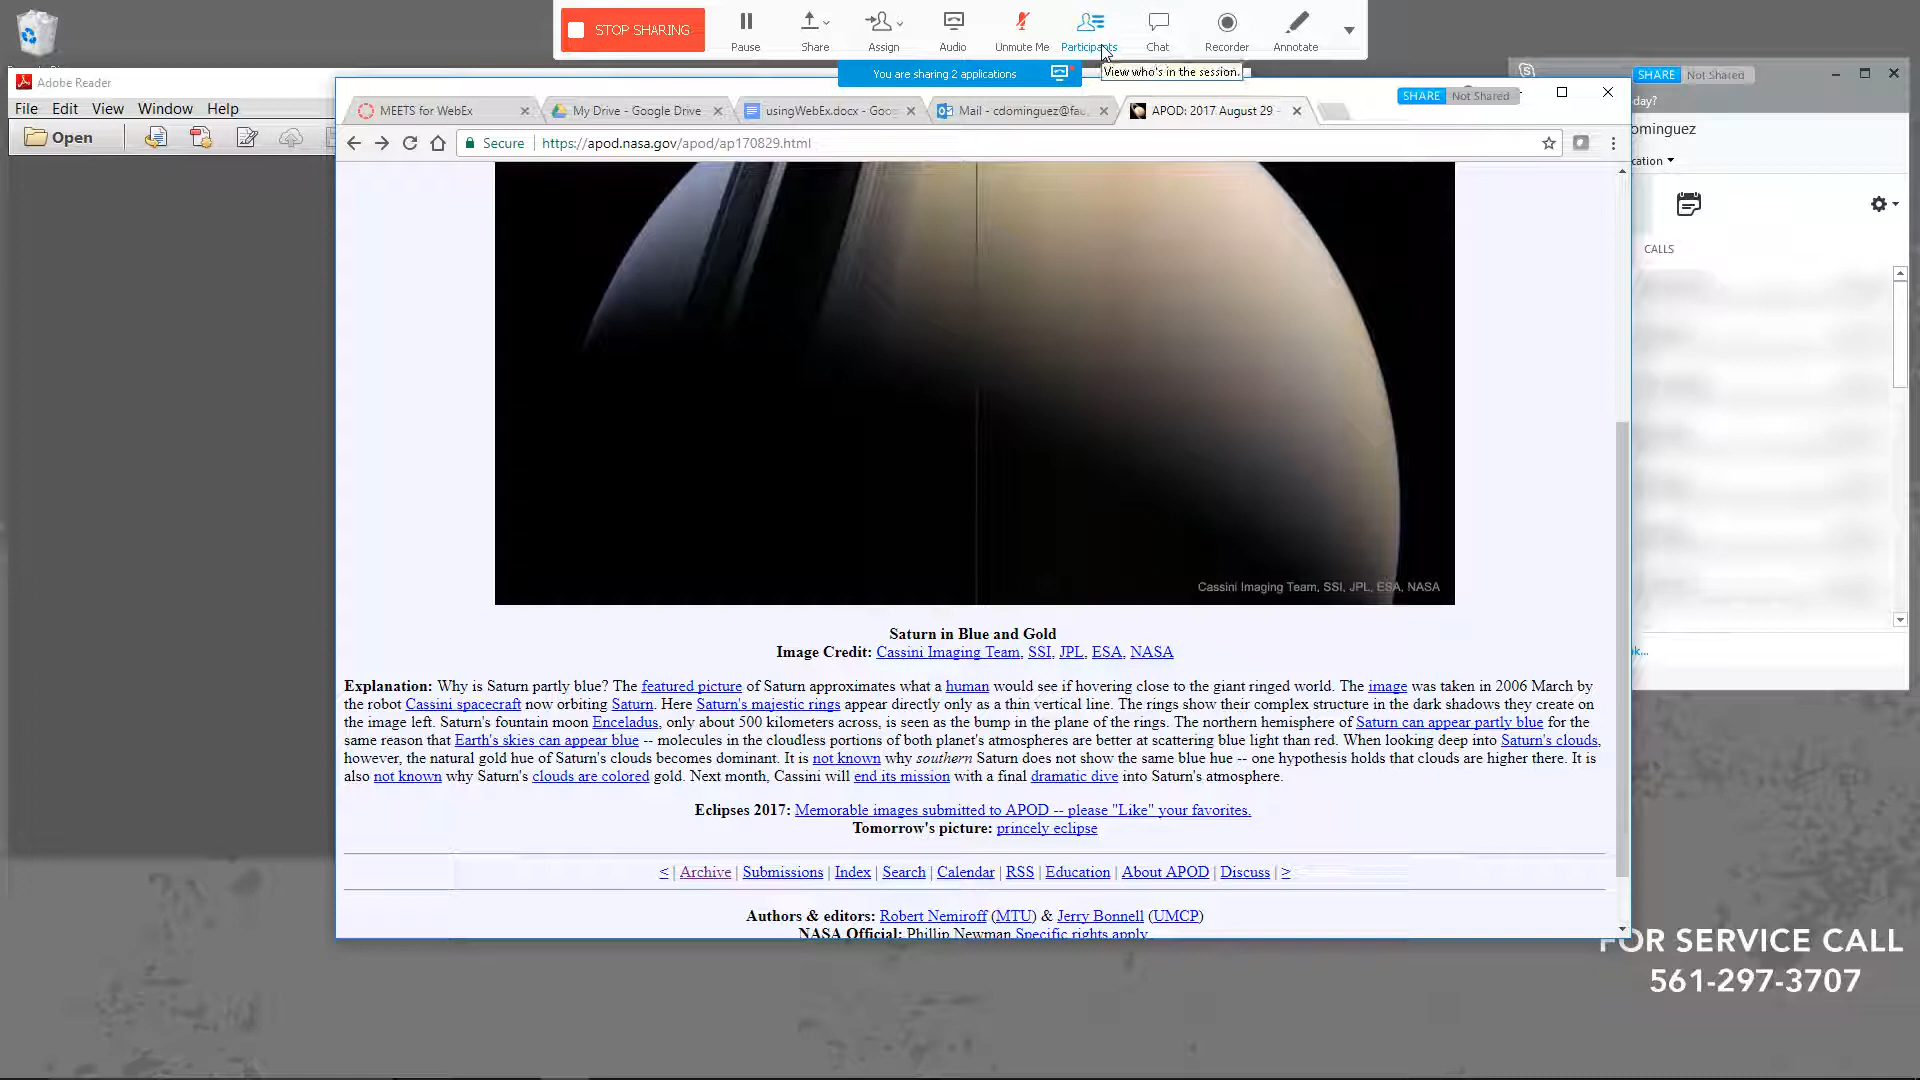 STOP SHARING
Pause
Share
Assign
Audio
Unmute Me
Participants
Chat
Recorder
Annotate
You are sharing 2 applications
View who's in the session.
Adobe Reader
File Edit View Window Help
Open
MEETS for WebEx
My Drive - Google Drive
usingWebEx.docx - Goo
Mail - cdominguez@fau.
APOD: 2017 August 29 -
SHARE Not Shared
SHARE Not Shared
day?
ominguez
cation
CALLS
Secure https://apod.nasa.gov/apod/ap170829.html
Cassini Imaging Team, SSI, JPL, ESA, NASA
Saturn in Blue and Gold
Image Credit: Cassini Imaging Team, SSI, JPL, ESA, NASA
Explanation: Why is Saturn partly blue? The featured picture of Saturn approximates what a human would see if hovering close to the giant ringed world. The image was taken in 2006 March by
the robot Cassini spacecraft now orbiting Saturn. Here Saturn's majestic rings appear directly only as a thin vertical line. The rings show their complex structure in the dark shadows they create on
the image left. Saturn's fountain moon Enceladus, only about 500 kilometers across, is seen as the bump in the plane of the rings. The northern hemisphere of Saturn can appear partly blue for the
same reason that Earth's skies can appear blue -- molecules in the cloudless portions of both planet's atmospheres are better at scattering blue light than red. When looking deep into Saturn's clouds,
however, the natural gold hue of Saturn's clouds becomes dominant. It is not known why southern Saturn does not show the same blue hue -- one hypothesis holds that clouds are higher there. It is
also not known why Saturn's clouds are colored gold. Next month, Cassini will end its mission with a final dramatic dive into Saturn's atmosphere.
Eclipses 2017: Memorable images submitted to APOD -- please "Like" your favorites.
Tomorrow's picture: princely eclipse
< | Archive | Submissions | Index | Search | Calendar | RSS | Education | About APOD | Discuss | >
Authors & editors: Robert Nemiroff (MTU) & Jerry Bonnell (UMCP)
NASA Official: Phillip Newman Specific rights apply.
FOR SERVICE CALL
561-297-3707